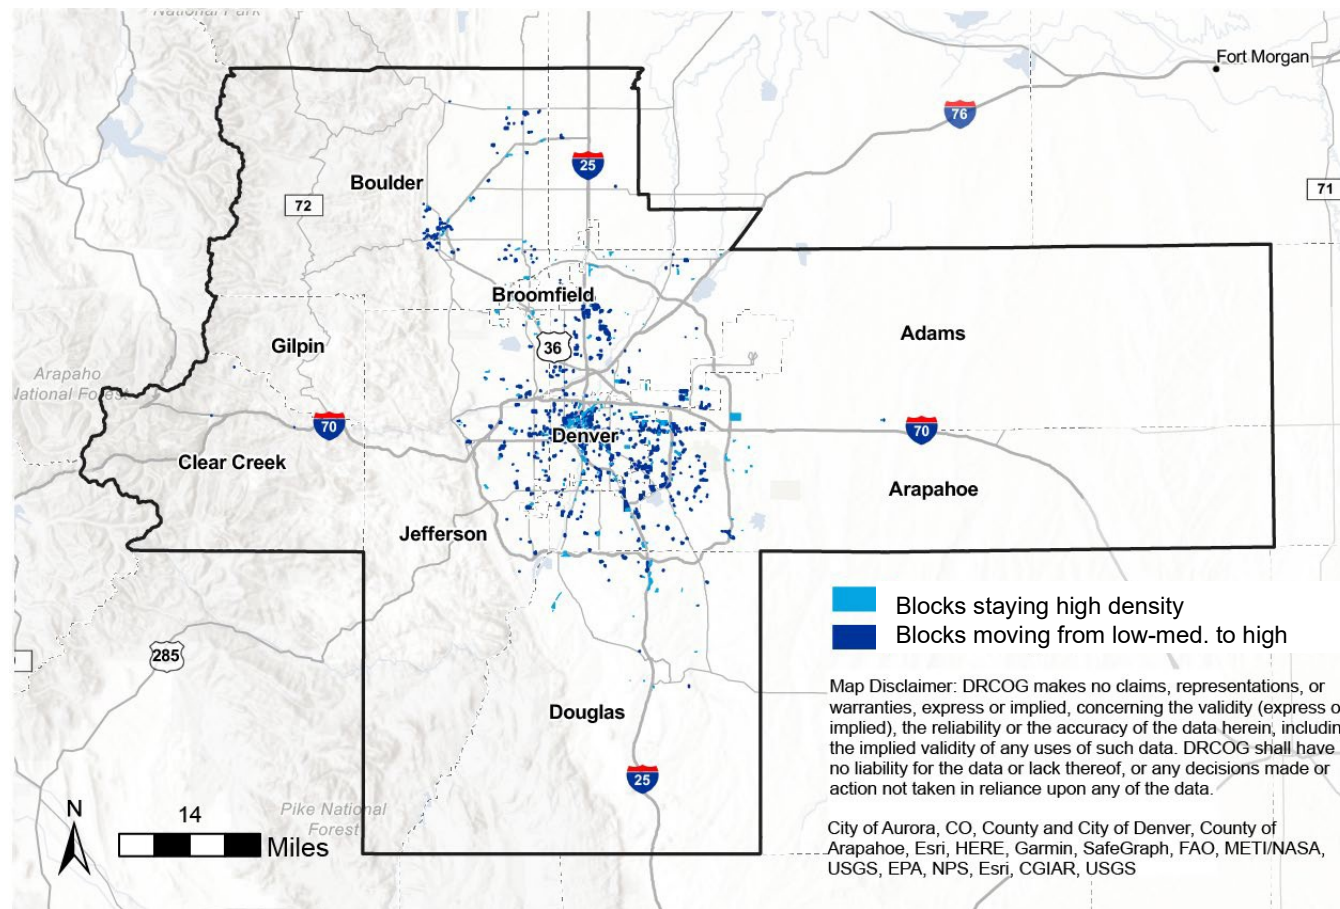 National Park
Fort Morgan
76
25
Boulder
72
71
Broomfield
36
Gilpin
Adams
Arapaho
National Forest
70
Denver
70
Clear Creek
Arapahoe
Jefferson
Blocks staying high density
Blocks moving from low-med. to high
285
Map Disclaimer: DRCOG makes no claims, representations, or
warranties, express or implied, concerning the validity (express o
implied), the reliability or the accuracy of the data herein, includin
the implied validity of any uses of such data. DRCOG shall have
no liability for the data or lack thereof, or any decisions made or
action not taken in reliance upon any of the data.
Douglas
25
N
14
Miles
Pike National
Forest
City of Aurora, CO, County and City of Denver, County of
Arapahoe, Esri, HERE, Garmin, SafeGraph, FAO, METI/NASA,
USGS, EPA, NPS, Esri, CGIAR, USGS